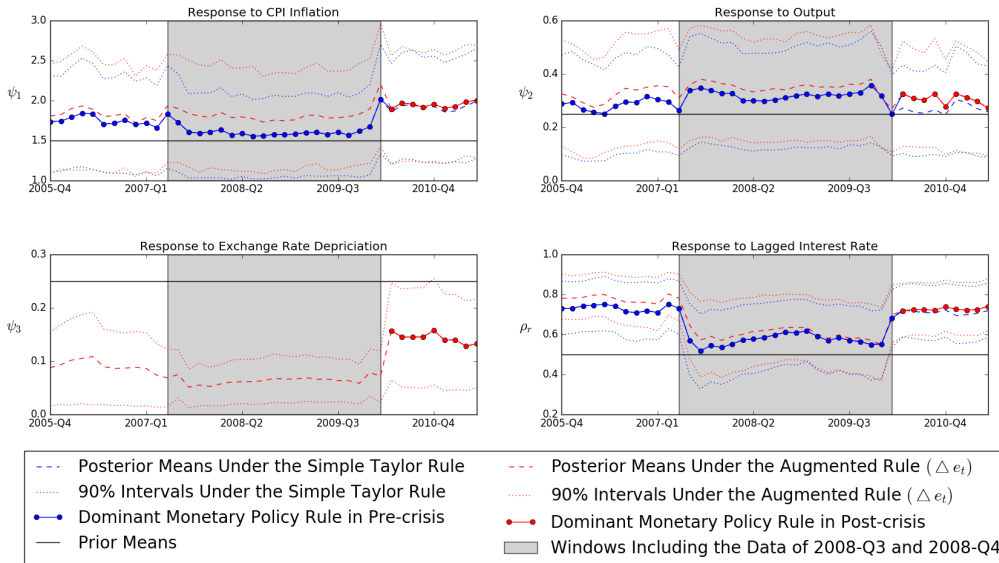 Response to CPI Inflation
3.0
2.5
2.0
1.5
1.0
ψ1
2005-Q4 2007-Q1 2008-Q2 2009-Q3 2010-Q4
Response to Output
0.6
0.4
0.2
0.0
ψ2
2005-Q4 2007-Q1 2008-Q2 2009-Q3 2010-Q4
Response to Exchange Rate Depriciation
0.3
0.2
0.1
0.0
ψ3
2005-Q4 2007-Q1 2008-Q2 2009-Q3 2010-Q4
Response to Lagged Interest Rate
1.0
0.8
0.6
0.4
0.2
ρr
2005-Q4 2007-Q1 2008-Q2 2009-Q3 2010-Q4
Posterior Means Under the Simple Taylor Rule
90% Intervals Under the Simple Taylor Rule
Dominant Monetary Policy Rule in Pre-crisis
Prior Means
Posterior Means Under the Augmented Rule (△ et)
90% Intervals Under the Augmented Rule (△ et)
Dominant Monetary Policy Rule in Post-crisis
Windows Including the Data of 2008-Q3 and 2008-Q4